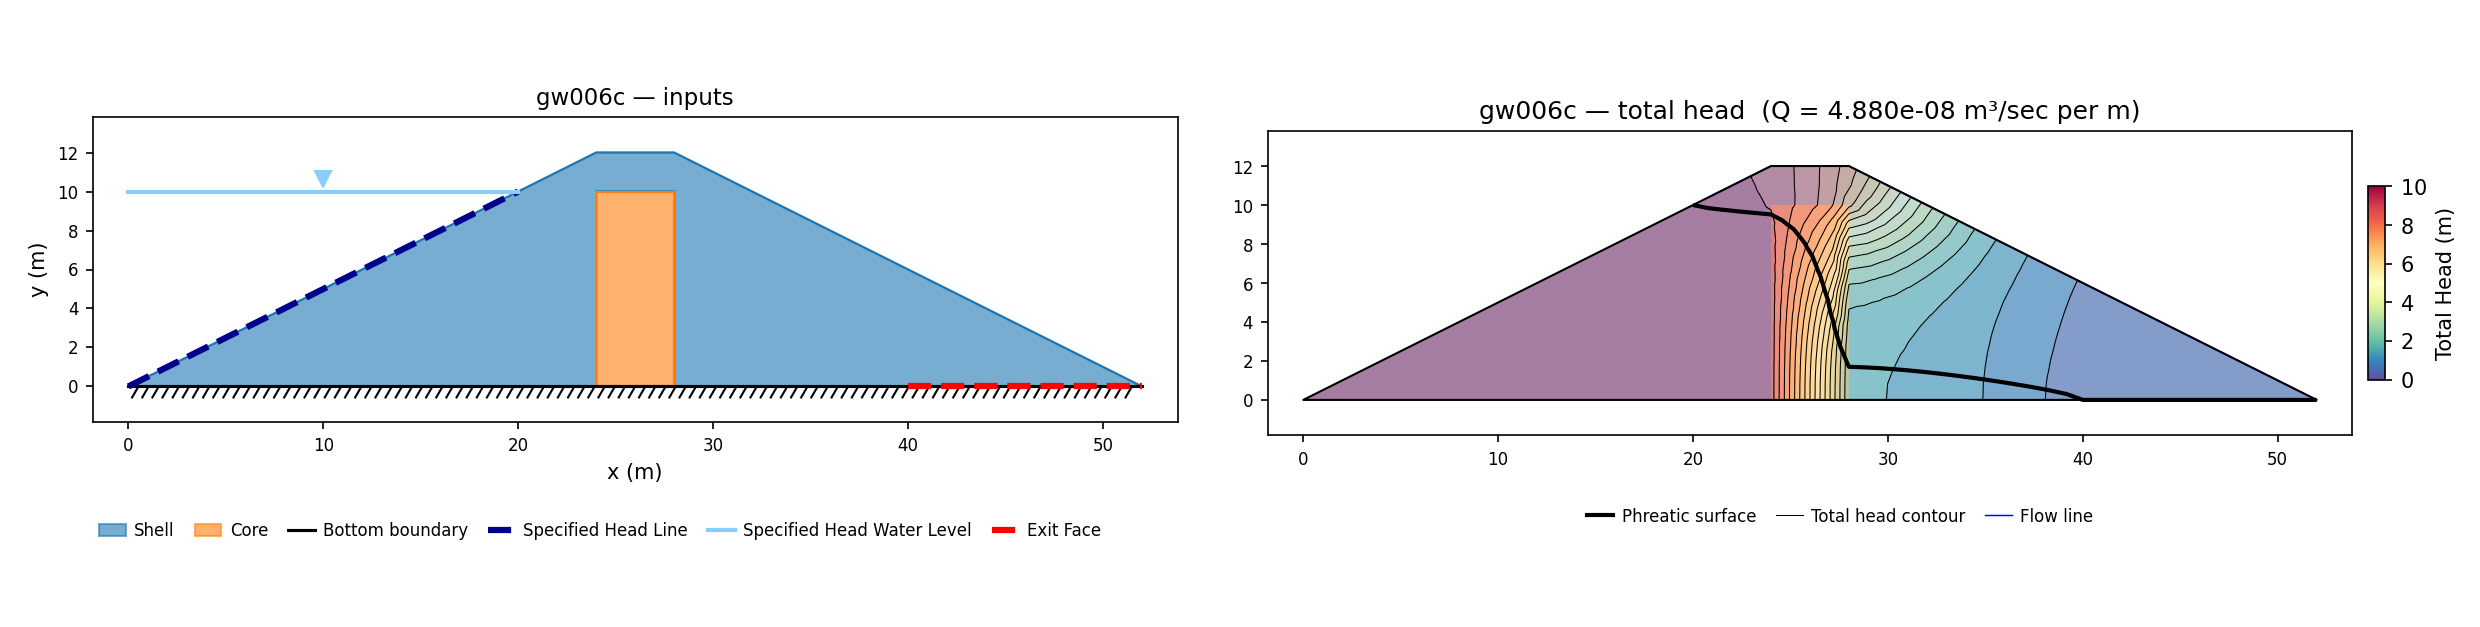 gw006c — inputs
12
10
8
6
4
2
0
y (m)
0 10 20 30 40 50
x (m)
Shell Core Bottom boundary Specified Head Line Specified Head Water Level Exit Face
gw006c — total head (Q = 4.880e-08 m³/sec per m)
12
10
8
6
4
2
0
0 10 20 30 40 50
Phreatic surface Total head contour Flow line
10
8
6
4
2
0
Total Head (m)